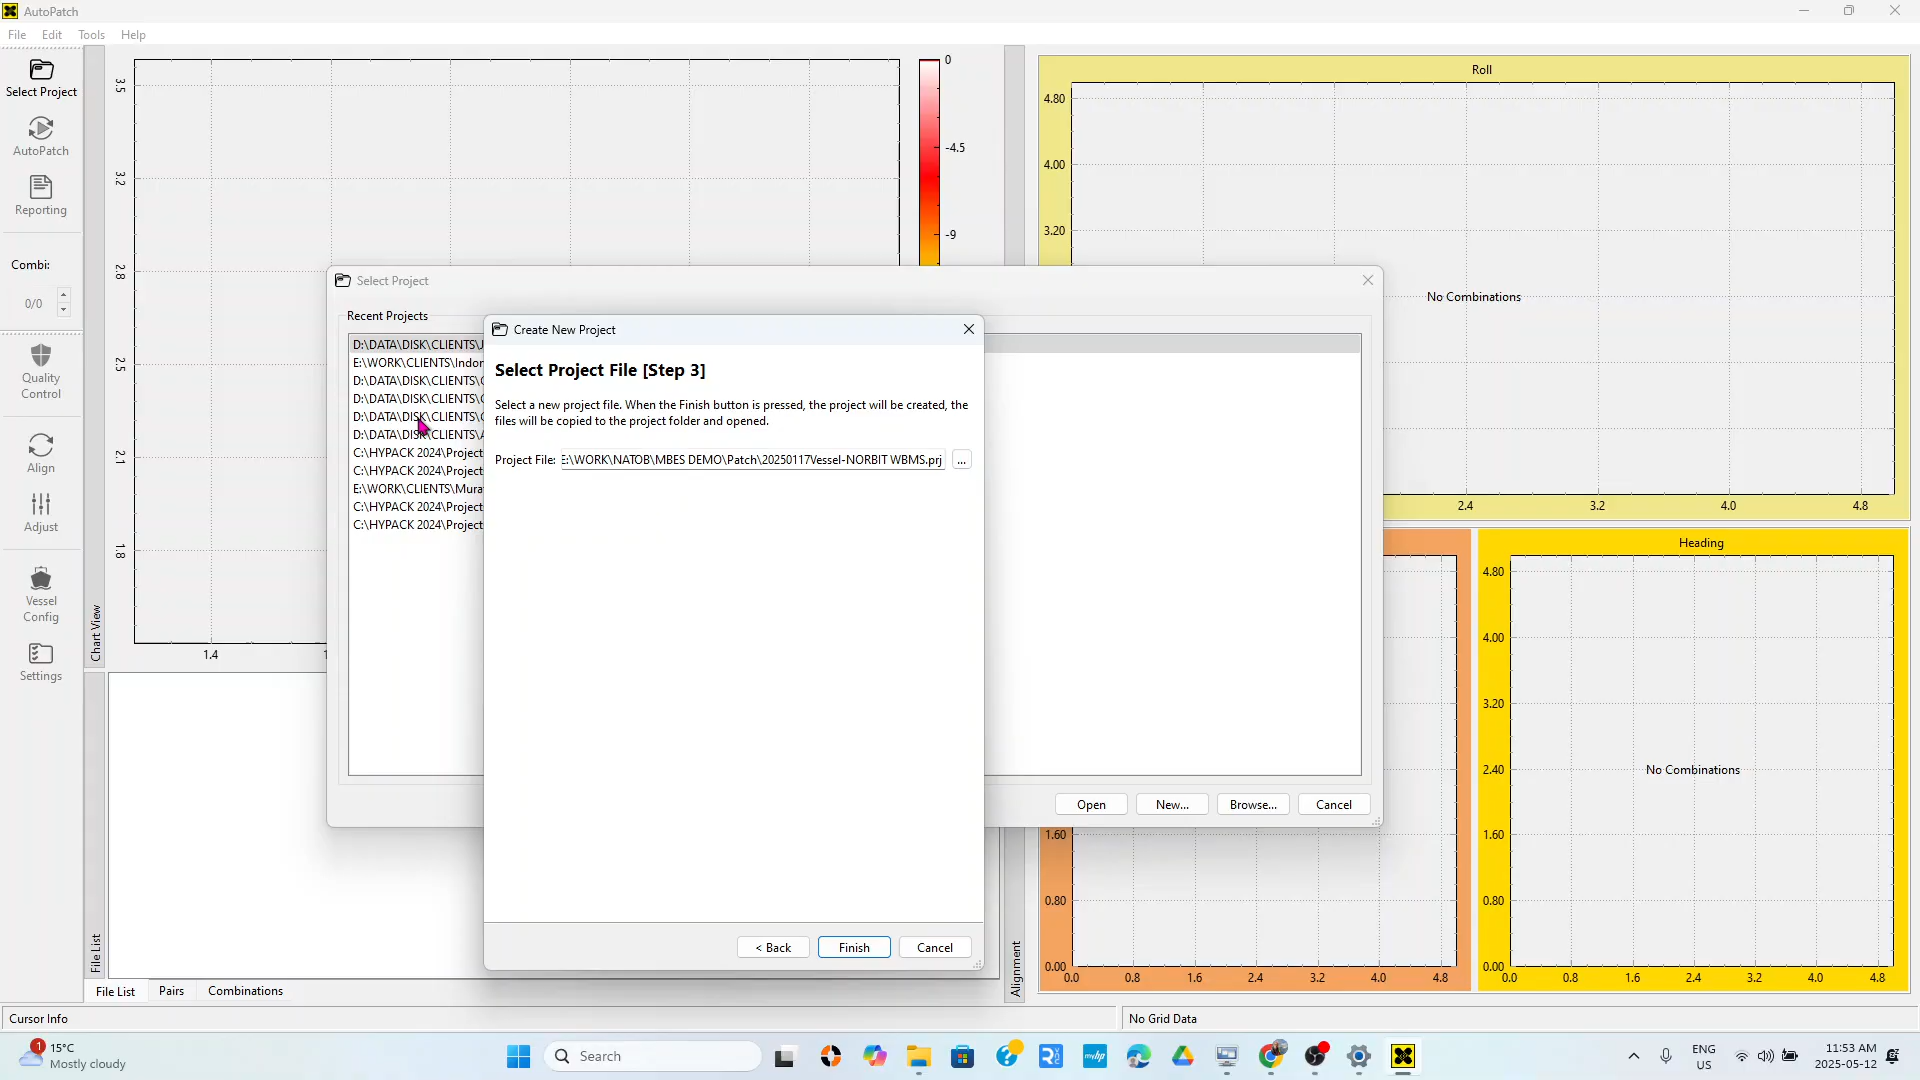 AutoPatch
File Edit Tools Help
Select Project
AutoPatch
Reporting
Combi:
0/0
Quality
Control
Align
Adjust
Vessel
Config
Settings
Chart View
3.5
3.2
2.8
2.5
2.1
1.8
1.4
0
-4.5
-9
Roll
4.80
4.00
3.20
No Combinations
2.4 3.2 4.0 4.8
Select Project
Recent Projects
D:\DATA\DISK\CLIENTS\
E:\WORK\CLIENTS\Indon
D:\DATA\DISK\CLIENTS\
D:\DATA\DISK\CLIENTS\
D:\DATA\DISK\CLIENTS\
D:\DATA\DISK\CLIENTS\
C:\HYPACK 2024\Project
C:\HYPACK 2024\Project
E:\WORK\CLIENTS\Mura
C:\HYPACK 2024\Project
C:\HYPACK 2024\Project
Open New... Browse... Cancel
Create New Project
Select Project File [Step 3]
Select a new project file. When the Finish button is pressed, the project will be created, the
files will be copied to the project folder and opened.
Project File: E:\WORK\NATOB\MBES DEMO\Patch\20250117Vessel-NORBIT WBMS.prj ...
< Back Finish Cancel
1.60
0.80
0.00
0.0 0.8 1.6 2.4 3.2 4.0 4.8
Heading
4.80
4.00
3.20
2.40
1.60
0.80
0.00
No Combinations
0.0 0.8 1.6 2.4 3.2 4.0 4.8
Alignment
File List
File List Pairs Combinations
Cursor Info
No Grid Data
1
15°C
Mostly cloudy
Search
myhp
ENG
US
11:53 AM
2025-05-12